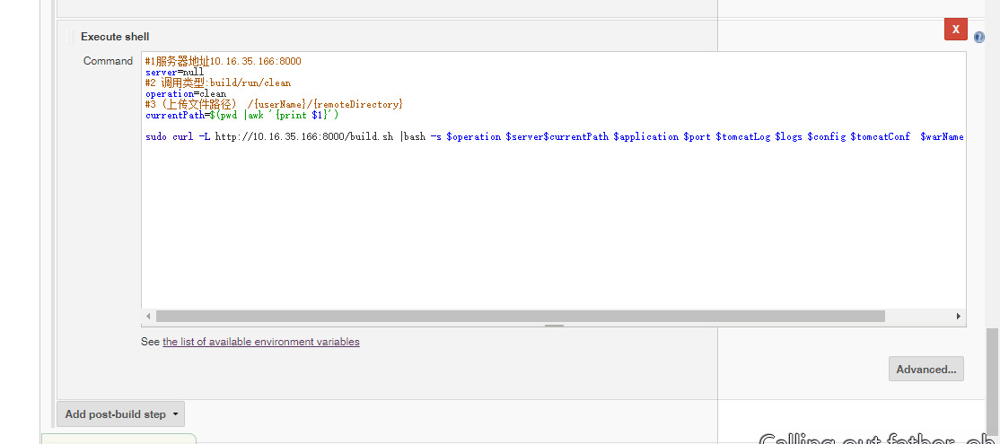 X
Execute shell
Command
#1服务器地址10.16.35.166:8000
server=null
#2 调用类型:build/run/clean
operation=clean
#3（上传文件路径） /{userName}/{remoteDirectory}
currentPath=$(pwd |awk '{print $1}')
sudo curl -L http://10.16.35.166:8000/build.sh |bash -s $operation $server$currentPath $application $port $tomcatLog $logs $config $tomcatConf  $warName
See the list of available environment variables
Advanced...
Add post-build step
Calling out father, oh